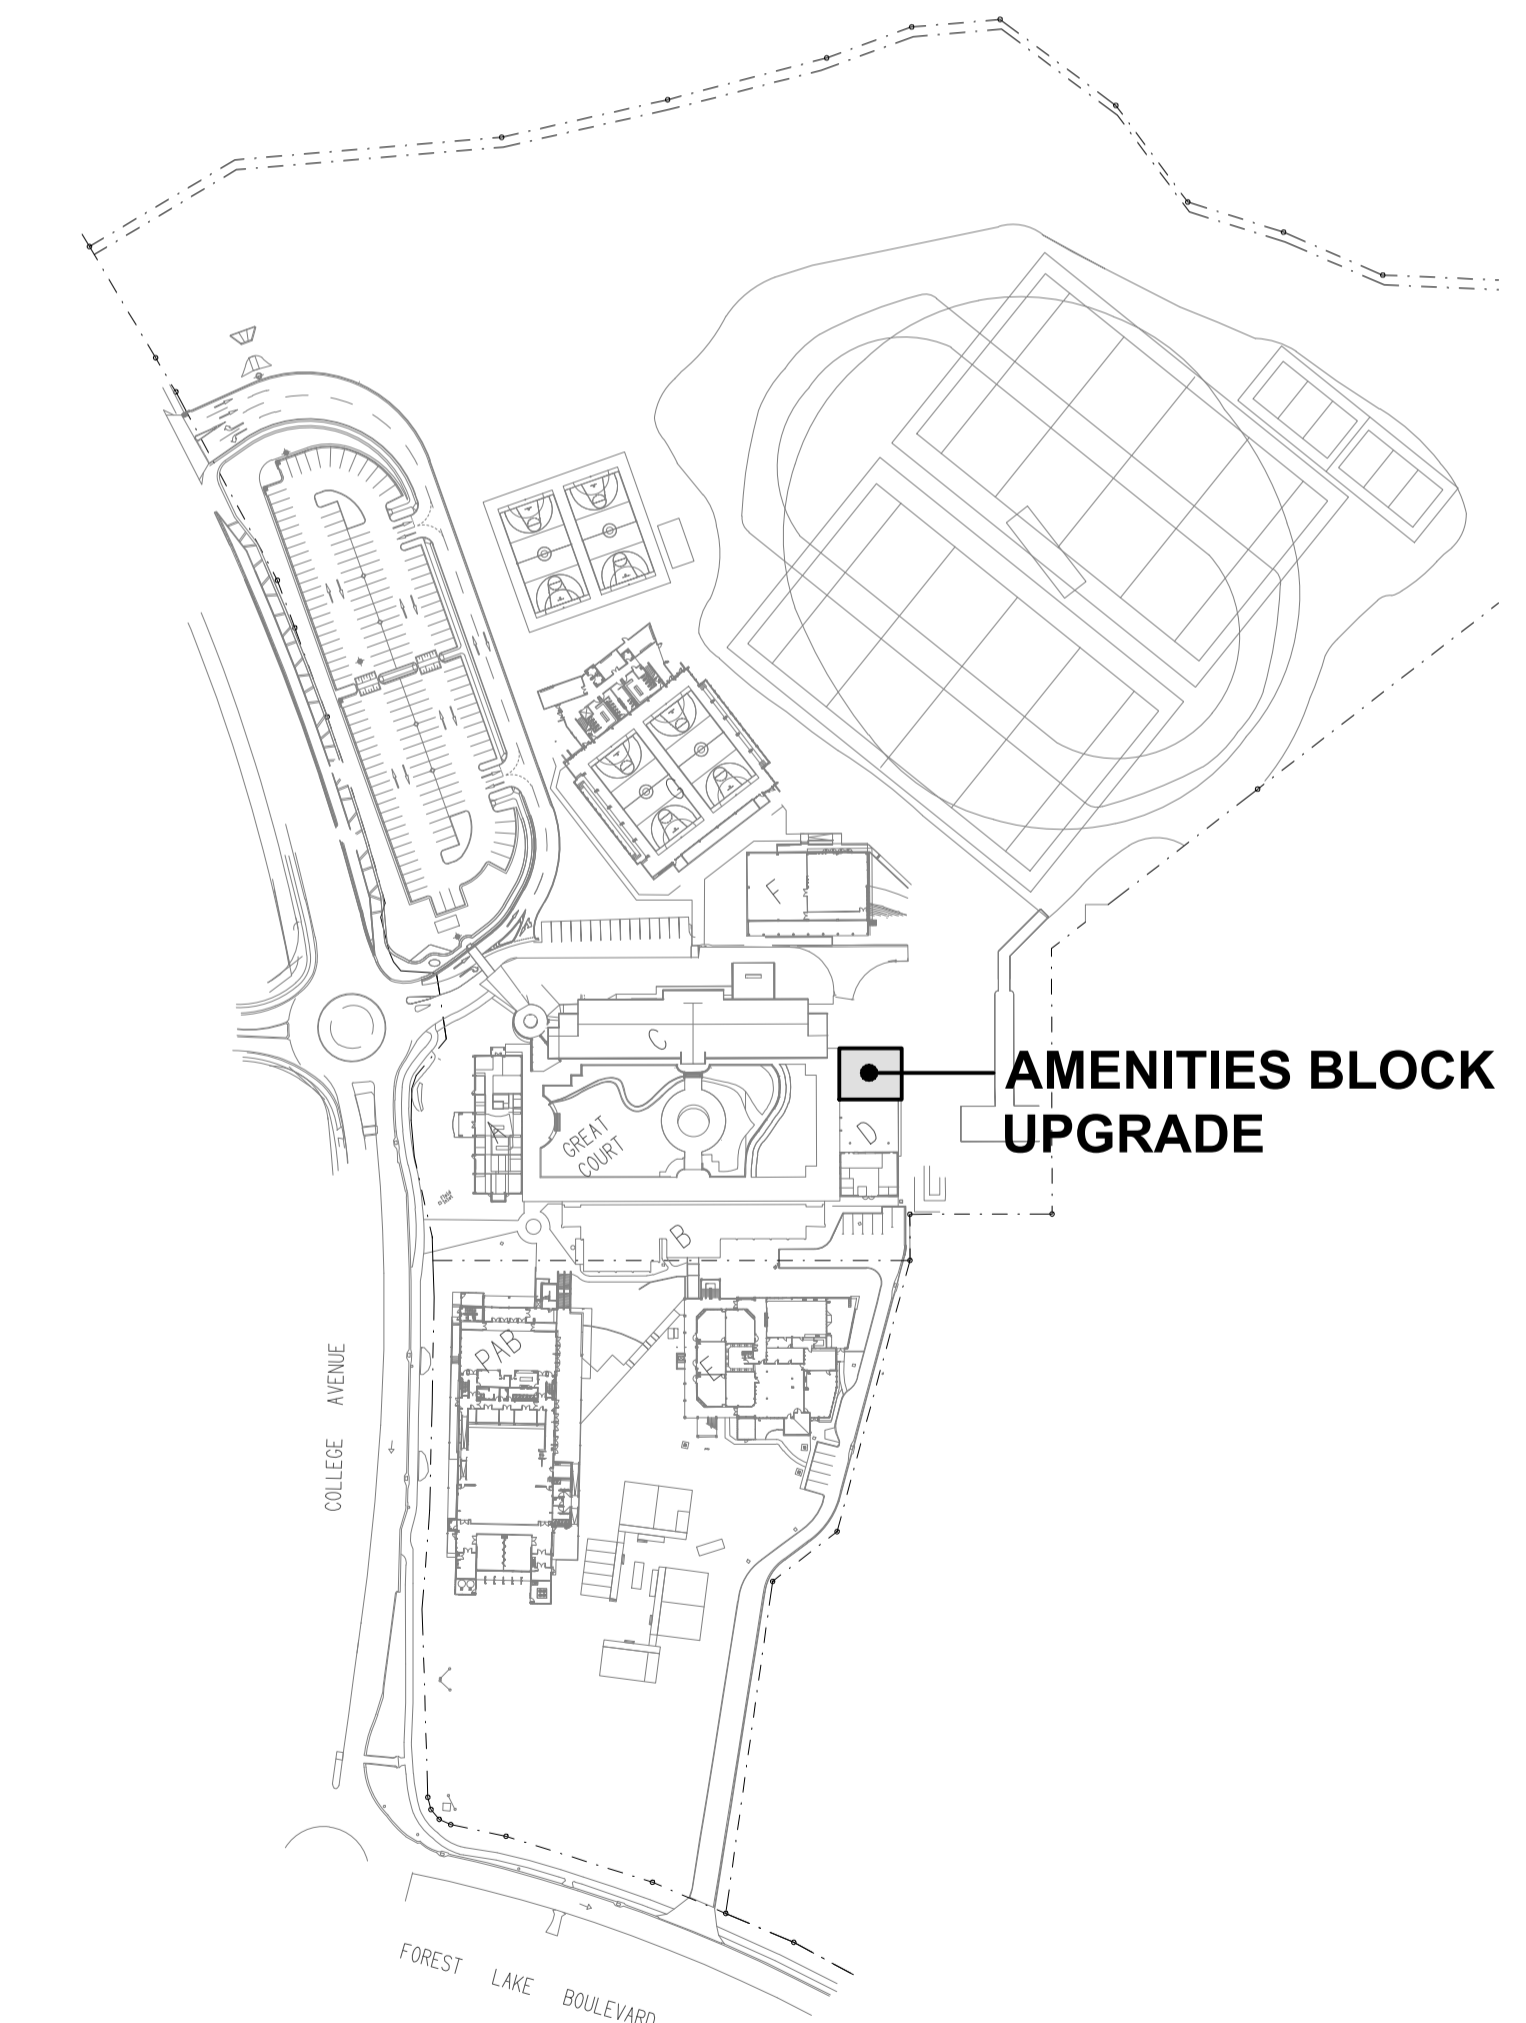 F
C
AMENITIES BLOCK
UPGRADE
A
GREAT
COURT
D
B
PAB
E
COLLEGE AVENUE
FOREST LAKE BOULEVARD